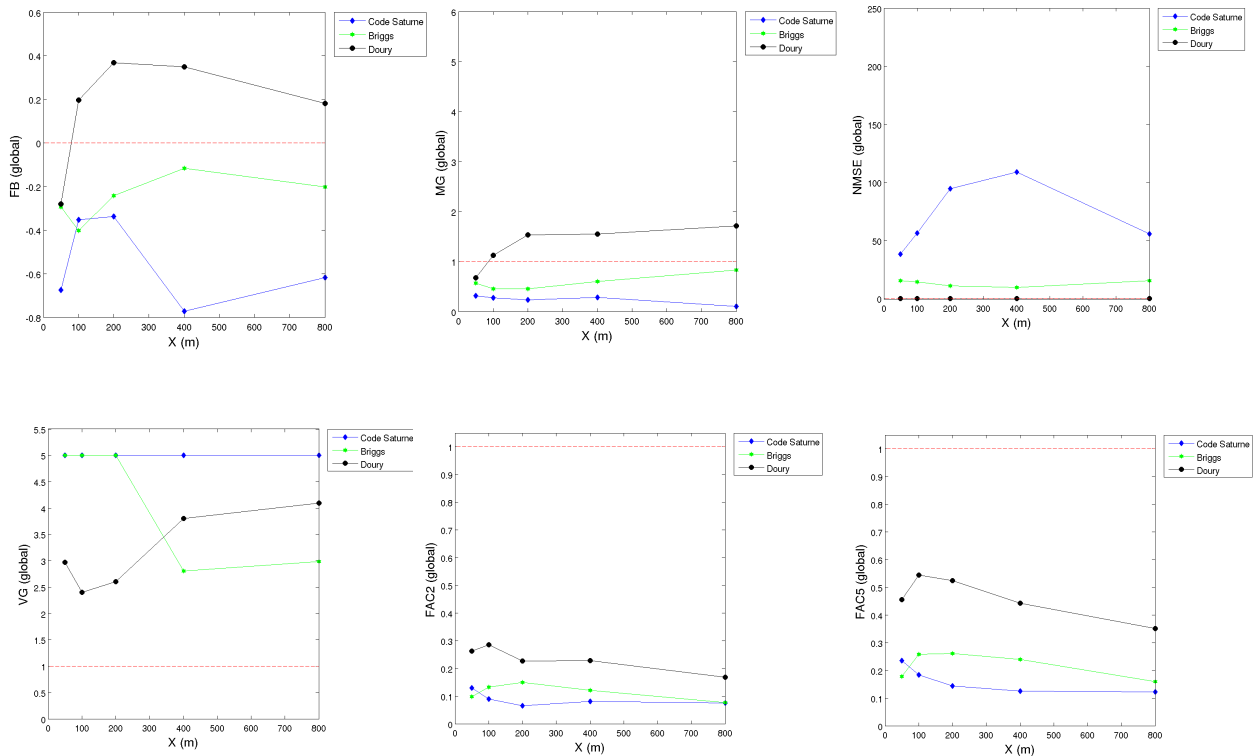 0.6
0.4
0.2
0
-0.2
-0.4
-0.6
-0.8
0 100 200 300 400 500 600 700 800
X (m)
FB (global)
Code Saturne
Briggs
Doury
6
5
4
3
2
1
0
0 100 200 300 400 500 600 700 800
X (m)
MG (global)
Code Saturne
Briggs
Doury
250
200
150
100
50
0
0 100 200 300 400 500 600 700 800
X (m)
NMSE (global)
Code Saturne
Briggs
Doury
5.5
5
4.5
4
3.5
3
2.5
2
1.5
1
0.5
0
0 100 200 300 400 500 600 700 800
X (m)
VG (global)
Code Saturne
Briggs
Doury
1
0.9
0.8
0.7
0.6
0.5
0.4
0.3
0.2
0.1
0
0 100 200 300 400 500 600 700 800
X (m)
FAC2 (global)
Code Saturne
Briggs
Doury
1
0.9
0.8
0.7
0.6
0.5
0.4
0.3
0.2
0.1
0
0 100 200 300 400 500 600 700 800
X (m)
FAC5 (global)
Code Saturne
Briggs
Doury